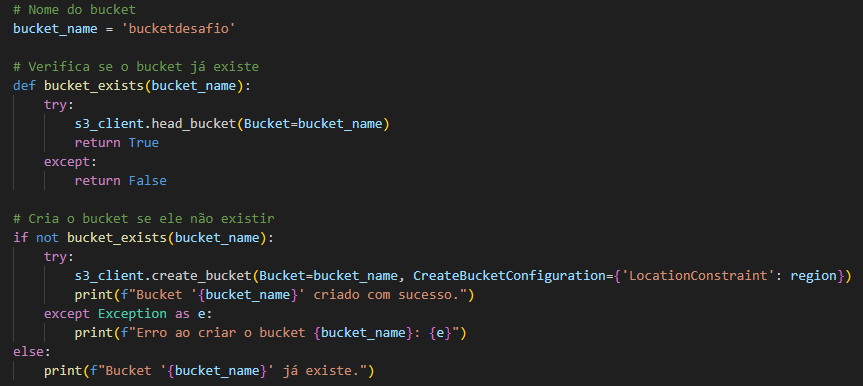 # Nome do bucket
bucket_name = 'bucketdesafio'
# Verifica se o bucket já existe
def bucket_exists(bucket_name):
try:
s3_client.head_bucket(Bucket=bucket_name)
return True
except:
return False
# Cria o bucket se ele não existir
if not bucket_exists(bucket_name):
try:
s3_client.create_bucket(Bucket=bucket_name, CreateBucketConfiguration={'LocationConstraint': region})
print(f"Bucket '{bucket_name}' criado com sucesso.")
except Exception as e:
print(f"Erro ao criar o bucket {bucket_name}: {e}")
else:
print(f"Bucket '{bucket_name}' já existe.")